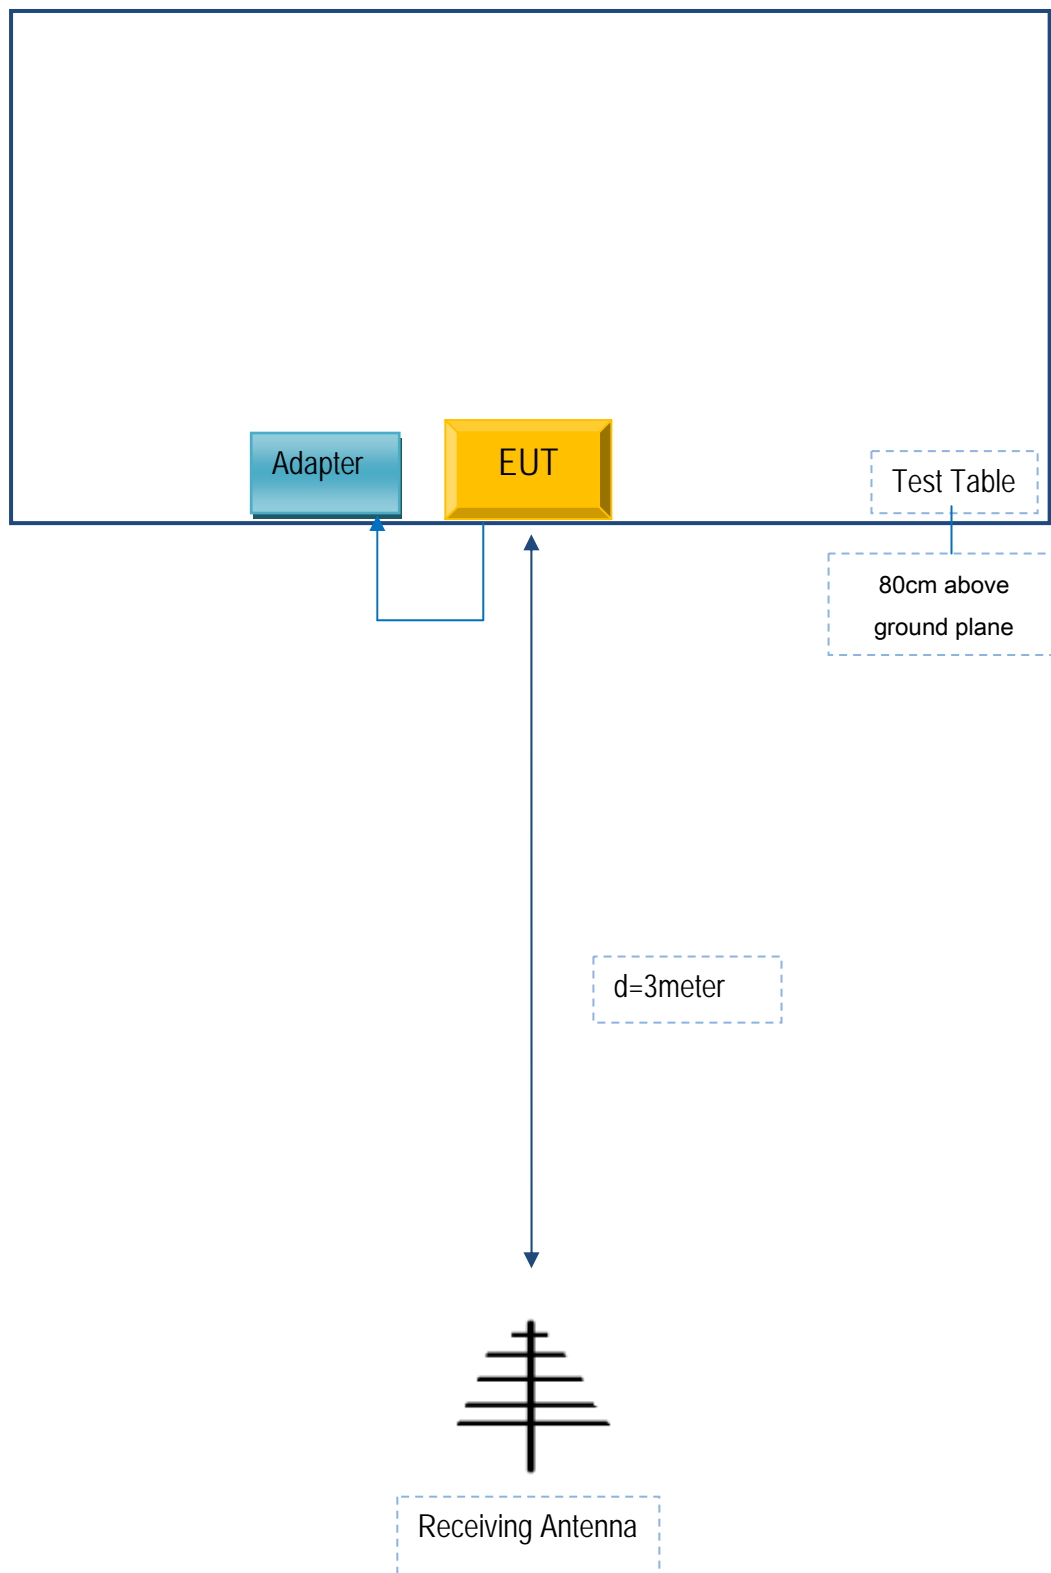 Adapter
EUT
Test Table
80cm above
ground plane
d=3meter
Receiving Antenna